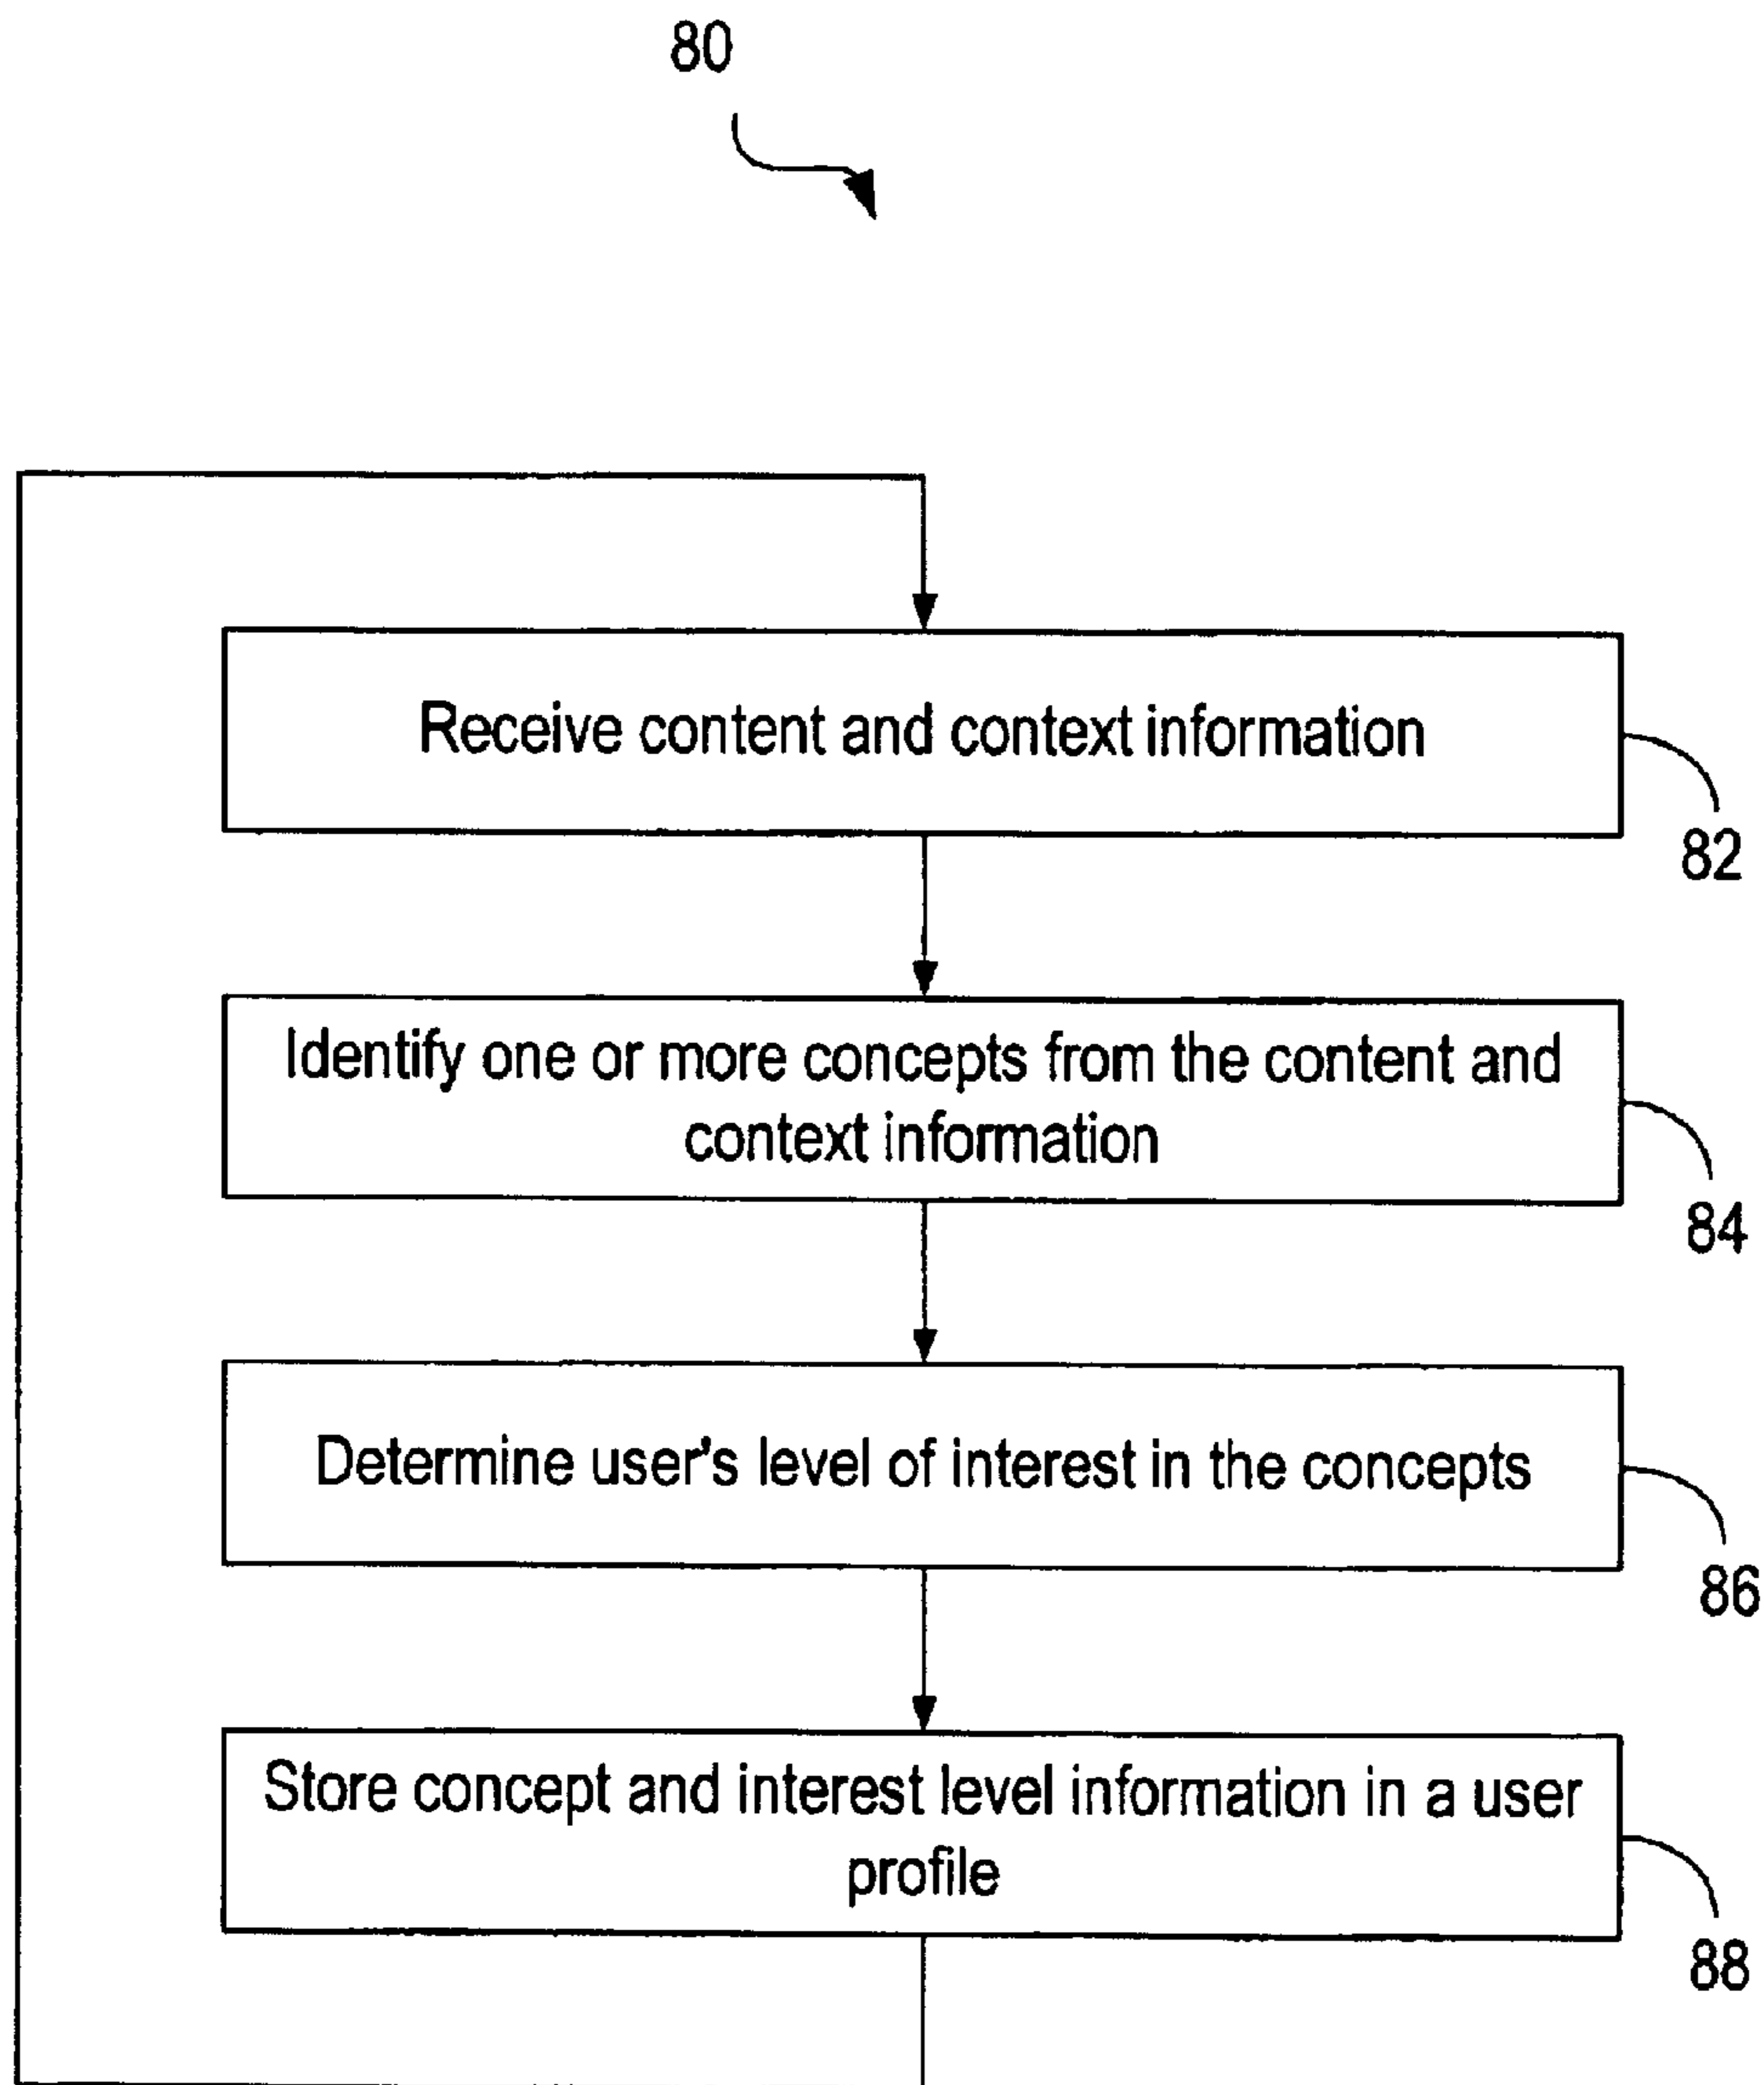 80
Receive content and context information
82
Identify one or more concepts from the content and
context information
84
Determine user's level of interest in the concepts
86
Store concept and interest level information in a user
profile
88